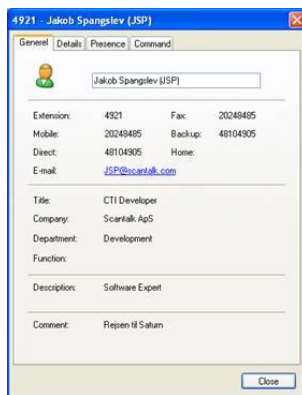 4921 - Jakob Spangslev (JSP)
General Details Presence Command
Jakob Spangslev (JSP)
Extension: 4921 Fax: 20248485
Mobile: 20248485 Backup: 48104905
Direct: 48104905 Home:
E-mail: JSP@scantalk.com
Title: CTI Developer
Company: Scantalk ApS
Department: Development
Function:
Description: Software Expert
Comment: Rejsen til Saturn
Close